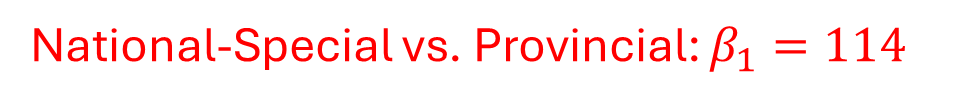 National-Special vs. Provincial: β₁ = 114